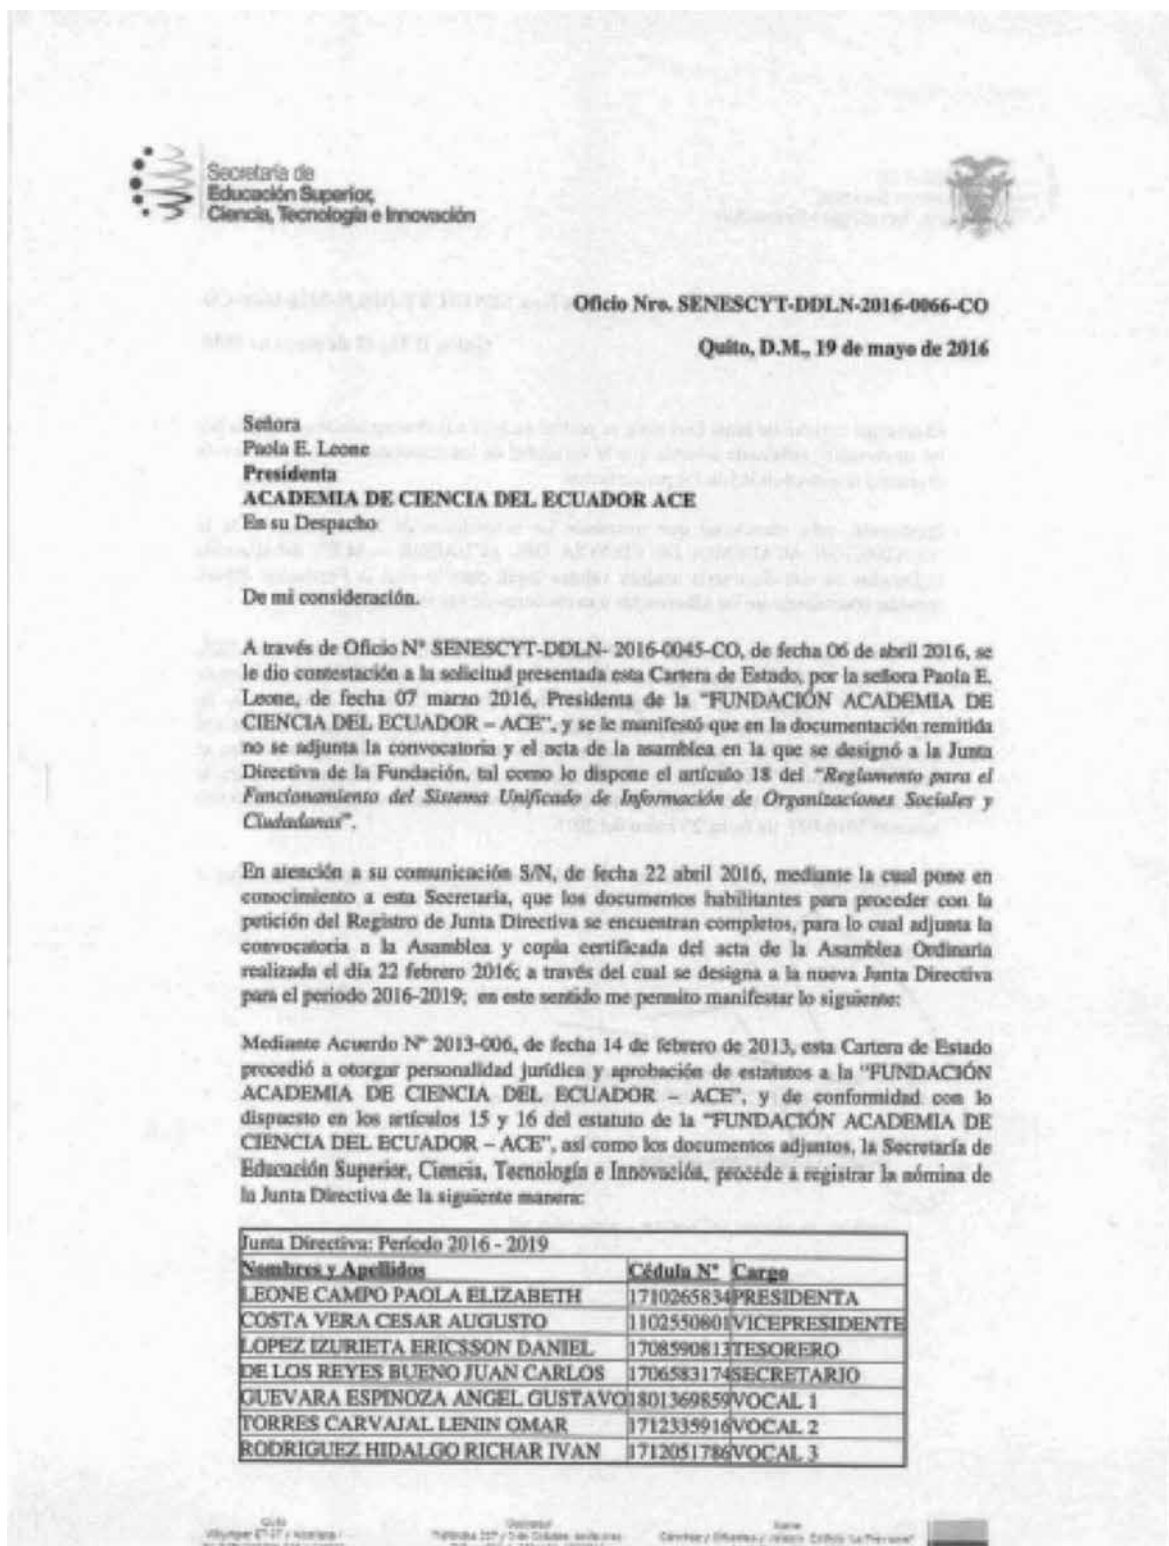 Secretaría de
Educación Superior,
Ciencia, Tecnología e Innovación
Oficio Nro. SENESCYT-DDLN-2016-0066-CO
Quito, D.M., 19 de mayo de 2016
Señora
Paola E. Leone
Presidenta
ACADEMIA DE CIENCIA DEL ECUADOR ACE
En su Despacho
De mi consideración.
A través de Oficio N° SENESCYT-DDLN- 2016-0045-CO, de fecha 06 de abril 2016, se
le dio contestación a la solicitud presentada esta Cartera de Estado, por la señora Paola E.
Leone, de fecha 07 marzo 2016, Presidenta de la "FUNDACIÓN ACADEMIA DE
CIENCIA DEL ECUADOR – ACE", y se le manifestó que en la documentación remitida
no se adjunta la convocatoria y el acta de la asamblea en la que se designó a la Junta
Directiva de la Fundación, tal como lo dispone el artículo 18 del "Reglamento para el
Funcionamiento del Sistema Unificado de Información de Organizaciones Sociales y
Ciudadanas".
En atención a su comunicación S/N, de fecha 22 abril 2016, mediante la cual pone en
conocimiento a esta Secretaría, que los documentos habilitantes para proceder con la
petición del Registro de Junta Directiva se encuentran completos, para lo cual adjunta la
convocatoria a la Asamblea y copia certificada del acta de la Asamblea Ordinaria
realizada el día 22 febrero 2016; a través del cual se designa a la nueva Junta Directiva
para el periodo 2016-2019; en este sentido me permito manifestar lo siguiente:
Mediante Acuerdo N° 2013-006, de fecha 14 de febrero de 2013, esta Cartera de Estado
procedió a otorgar personalidad jurídica y aprobación de estatutos a la "FUNDACIÓN
ACADEMIA DE CIENCIA DEL ECUADOR – ACE", y de conformidad con lo
dispuesto en los artículos 15 y 16 del estatuto de la "FUNDACIÓN ACADEMIA DE
CIENCIA DEL ECUADOR – ACE", así como los documentos adjuntos, la Secretaría de
Educación Superior, Ciencia, Tecnología e Innovación, procede a registrar la nómina de
la Junta Directiva de la siguiente manera:
Junta Directiva: Período 2016 - 2019
Nombres y Apellidos Cédula N° Cargo
LEONE CAMPO PAOLA ELIZABETH 1710265834 PRESIDENTA
COSTA VERA CESAR AUGUSTO 1102550801 VICEPRESIDENTE
LOPEZ IZURIETA ERICSSON DANIEL 1708590813 TESORERO
DE LOS REYES BUENO JUAN CARLOS 1706583174 SECRETARIO
GUEVARA ESPINOZA ANGEL GUSTAVO 1801369859 VOCAL 1
TORRES CARVAJAL LENIN OMAR 1712335916 VOCAL 2
RODRIGUEZ HIDALGO RICHAR IVAN 1712051786 VOCAL 3